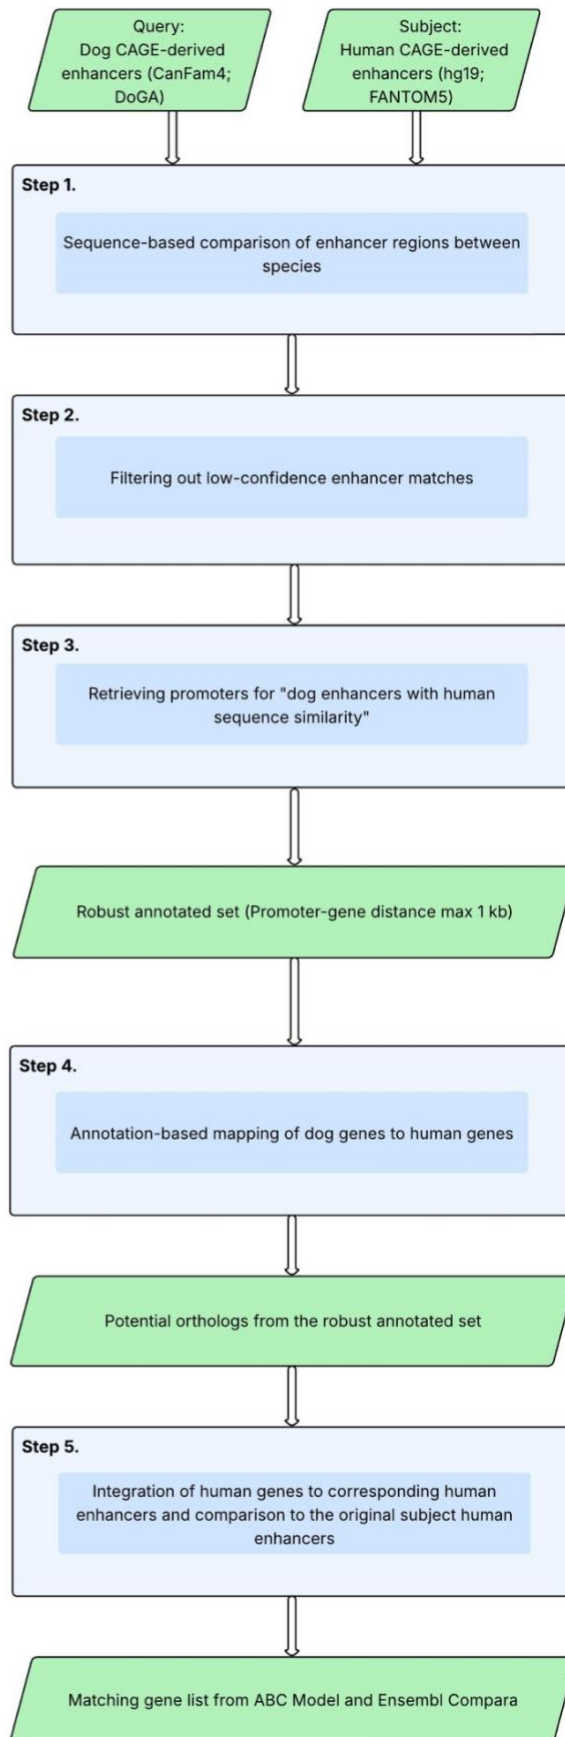 Query:
Dog CAGE-derived
enhancers (CanFam4;
DoGA)
Subject:
Human CAGE-derived
enhancers (hg19;
FANTOM5)
Step 1.
Sequence-based comparison of enhancer regions between
species
Step 2.
Filtering out low-confidence enhancer matches
Step 3.
Retrieving promoters for "dog enhancers with human
sequence similarity"
Robust annotated set (Promoter-gene distance max 1 kb)
Step 4.
Annotation-based mapping of dog genes to human genes
Potential orthologs from the robust annotated set
Step 5.
Integration of human genes to corresponding human
enhancers and comparison to the original subject human
enhancers
Matching gene list from ABC Model and Ensembl Compara